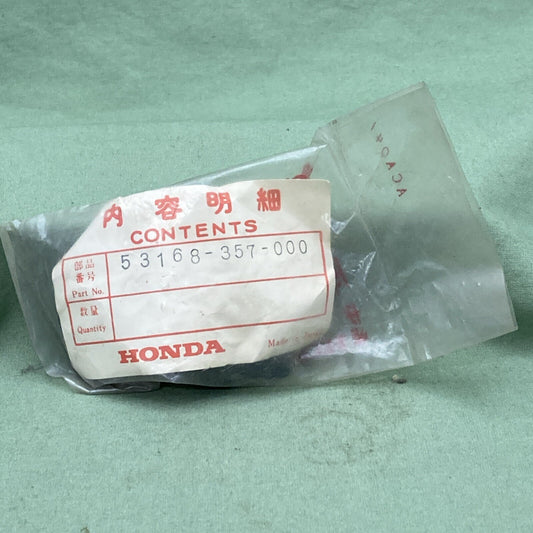 内容明細
CONTENTS
部品番号
Part No.
53168-357-000
数量
Quantity
HONDA
Made in Japan